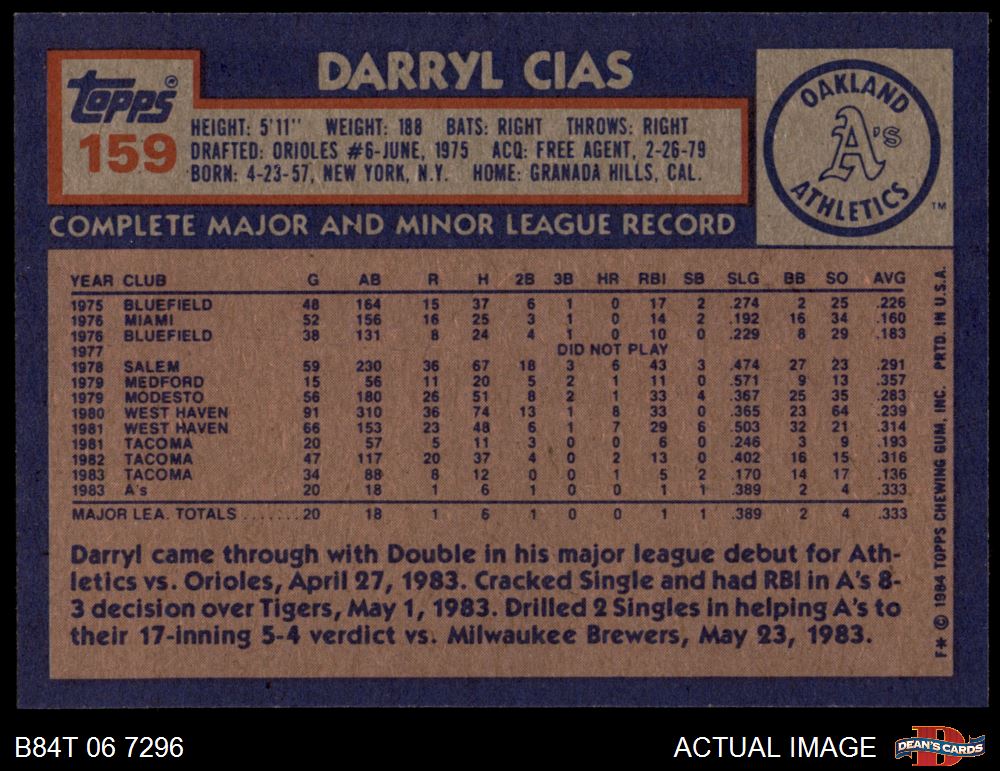 DARRYL CIAS
Topps®
159
HEIGHT: 5'11" WEIGHT: 188 BATS: RIGHT THROWS: RIGHT
DRAFTED: ORIOLES #6-JUNE, 1975 ACQ: FREE AGENT, 2-26-79
BORN: 4-23-57, NEW YORK, N.Y. HOME: GRANADA HILLS, CAL.
OAKLAND
A's
ATHLETICS
TM
COMPLETE MAJOR AND MINOR LEAGUE RECORD
YEAR CLUB G AB R H 2B 3B HR RBI SB SLG BB SO AVG
1975 BLUEFIELD 48 164 15 37 6 1 0 17 2 .274 2 25 .226
1976 MIAMI 52 156 16 25 3 1 0 14 2 .192 16 34 .160
1976 BLUEFIELD 38 131 8 24 4 1 0 10 0 .229 8 29 .183
1977 DID NOT PLAY
1978 SALEM 59 230 36 67 18 3 6 43 3 .474 27 23 .291
1979 MEDFORD 15 56 11 20 5 2 1 11 0 .571 9 13 .357
1979 MODESTO 56 180 26 51 8 2 1 33 4 .367 25 35 .283
1980 WEST HAVEN 91 310 36 74 13 1 8 33 0 .365 23 64 .239
1981 WEST HAVEN 66 153 23 48 6 1 7 29 6 .503 32 21 .314
1981 TACOMA 20 57 5 11 3 0 0 6 0 .246 3 9 .193
1982 TACOMA 47 117 20 37 4 0 2 13 0 .402 16 15 .316
1983 TACOMA 34 88 8 12 0 0 1 5 2 .170 14 17 .136
1983 A's 20 18 1 6 1 0 0 1 1 .389 2 4 .333
MAJOR LEA. TOTALS ....... 20 18 1 6 1 0 0 1 1 .389 2 4 .333
Darryl came through with Double in his major league debut for Ath-
letics vs. Orioles, April 27, 1983. Cracked Single and had RBI in A's 8-
3 decision over Tigers, May 1, 1983. Drilled 2 Singles in helping A's to
their 17-inning 5-4 verdict vs. Milwaukee Brewers, May 23, 1983.
F* © 1984 TOPPS CHEWING GUM, INC. PRTD. IN U.S.A.
B84T 06 7296
ACTUAL IMAGE
D
DEAN'S CARDS